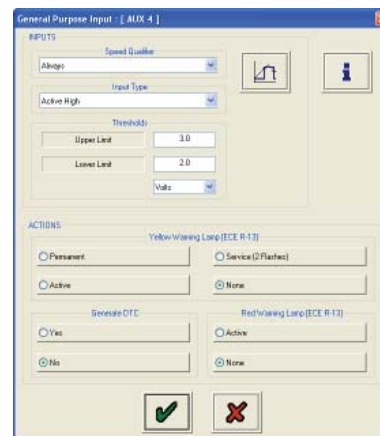 General Purpose Input : [ AUX 4 ]
INPUTS
Speed Qualifier
Always
Input Type
Active High
Thresholds
Upper Limit
3.0
Lower Limit
2.0
Volts
i
ACTIONS
Yellow Warning Lamp (ECE R-13)
Permanent
Service (2 Flashes)
Active
None
Generate DTC
Red Warning Lamp (ECE R-13)
Yes
Active
No
None